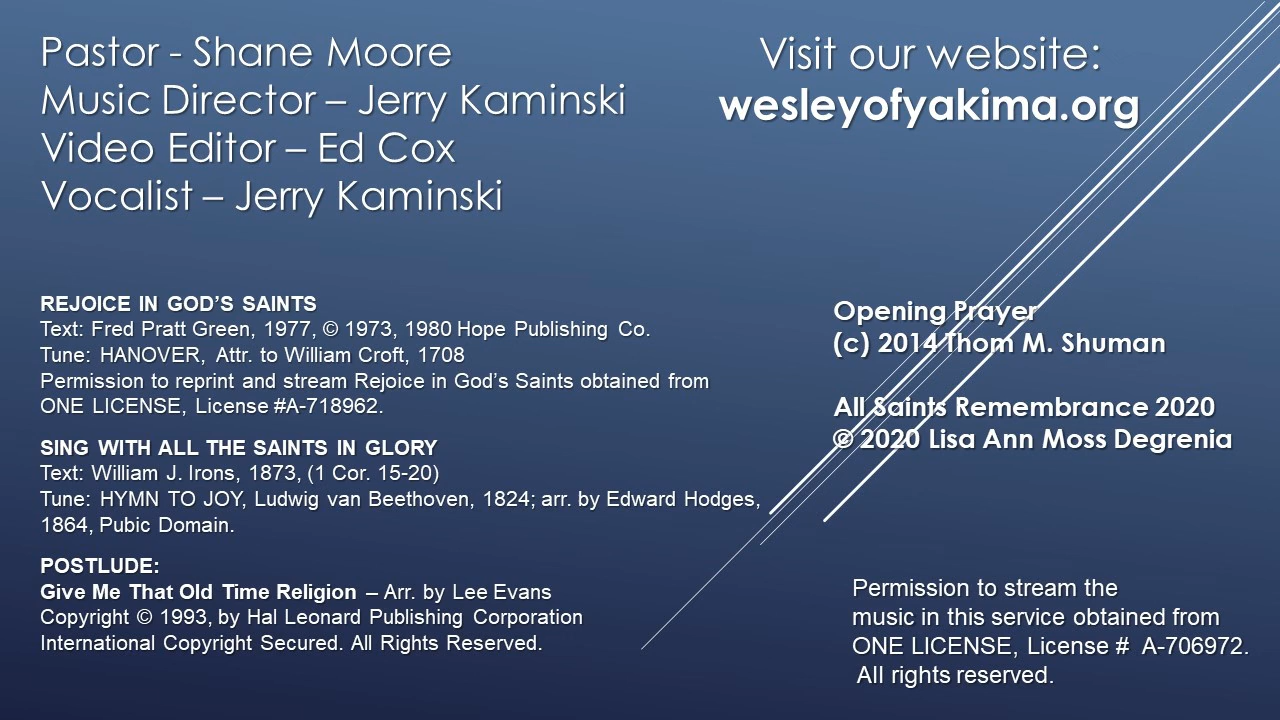 Pastor - Shane Moore
Music Director – Jerry Kaminski
Video Editor – Ed Cox
Vocalist – Jerry Kaminski
Visit our website:
wesleyofyakima.org
REJOICE IN GOD’S SAINTS
Text: Fred Pratt Green, 1977, © 1973, 1980 Hope Publishing Co.
Tune: HANOVER, Attr. to William Croft, 1708
Permission to reprint and stream Rejoice in God’s Saints obtained from
ONE LICENSE, License #A-718962.
SING WITH ALL THE SAINTS IN GLORY
Text: William J. Irons, 1873, (1 Cor. 15-20)
Tune: HYMN TO JOY, Ludwig van Beethoven, 1824; arr. by Edward Hodges,
1864, Pubic Domain.
POSTLUDE:
Give Me That Old Time Religion – Arr. by Lee Evans
Copyright © 1993, by Hal Leonard Publishing Corporation
International Copyright Secured. All Rights Reserved.
Opening Prayer
(c) 2014 Thom M. Shuman
All Saints Remembrance 2020
© 2020 Lisa Ann Moss Degrenia
Permission to stream the
music in this service obtained from
ONE LICENSE, License # A-706972.
All rights reserved.